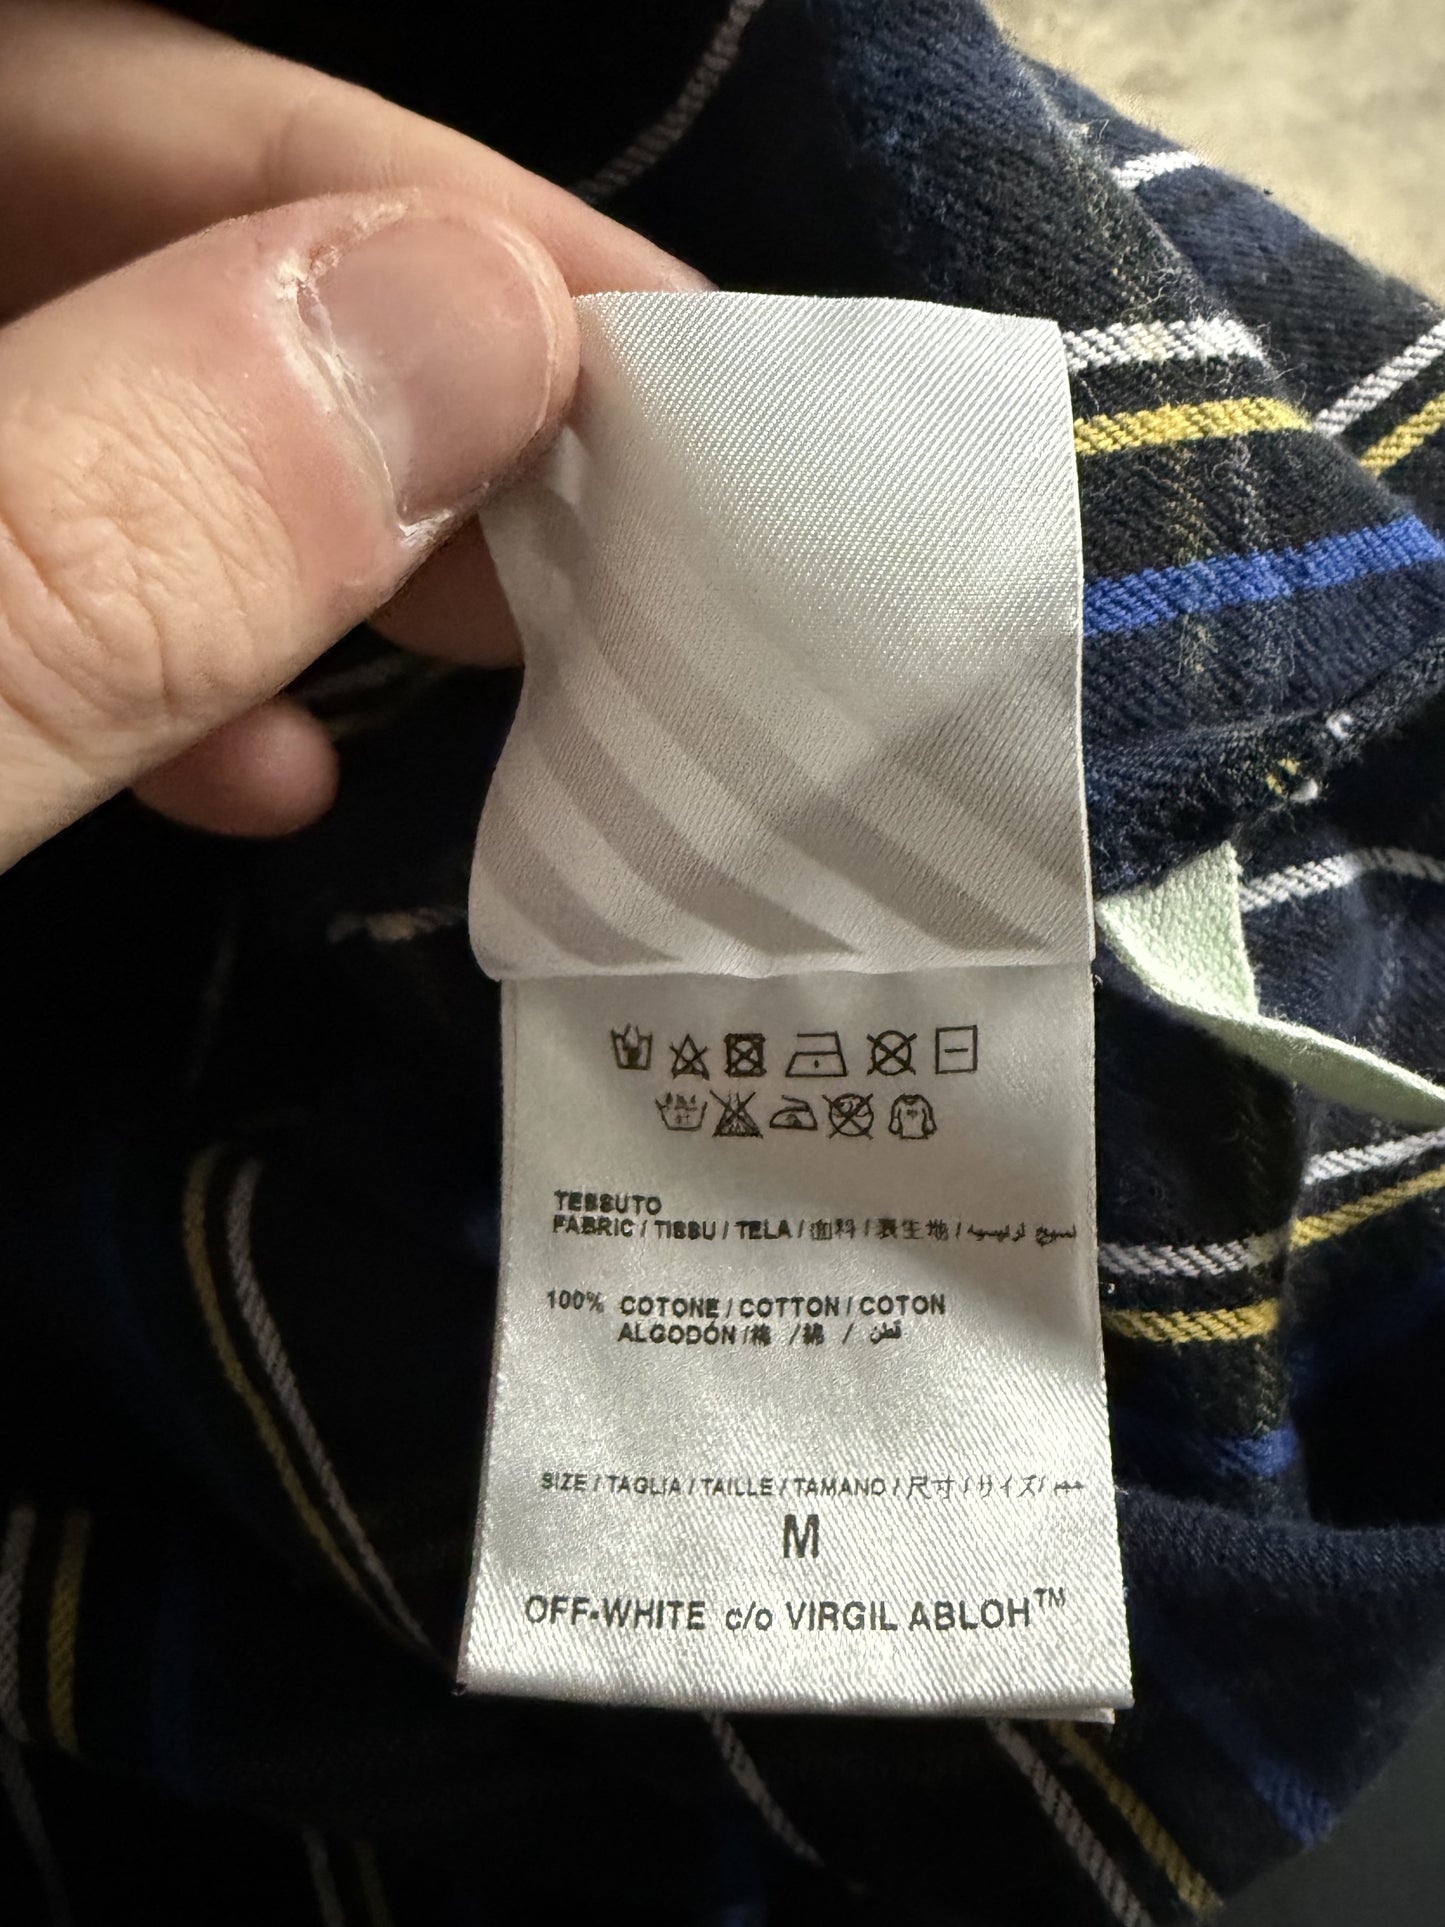 TESSUTO
FABRIC / TISSU / TELA / 面料 / 表生地 /
100% COTONE / COTTON / COTON
ALGODÓN / 棉 / 綿 / قطن
SIZE / TAGLIA / TAILLE / TAMANO / 尺寸 / サイズ /
M
OFF-WHITE c/o VIRGIL ABLOH™